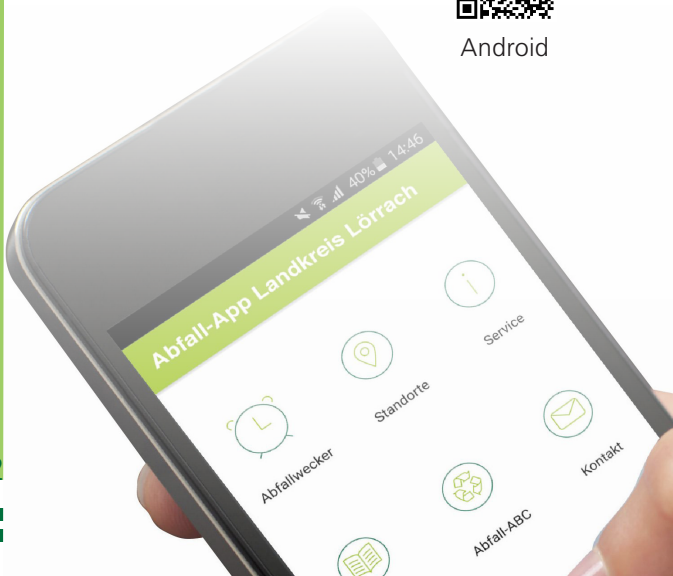 Android
40% 14:46
Abfall-App Landkreis Lörrach
Abfallwecker
Standorte
Service
Abfall-ABC
Kontakt